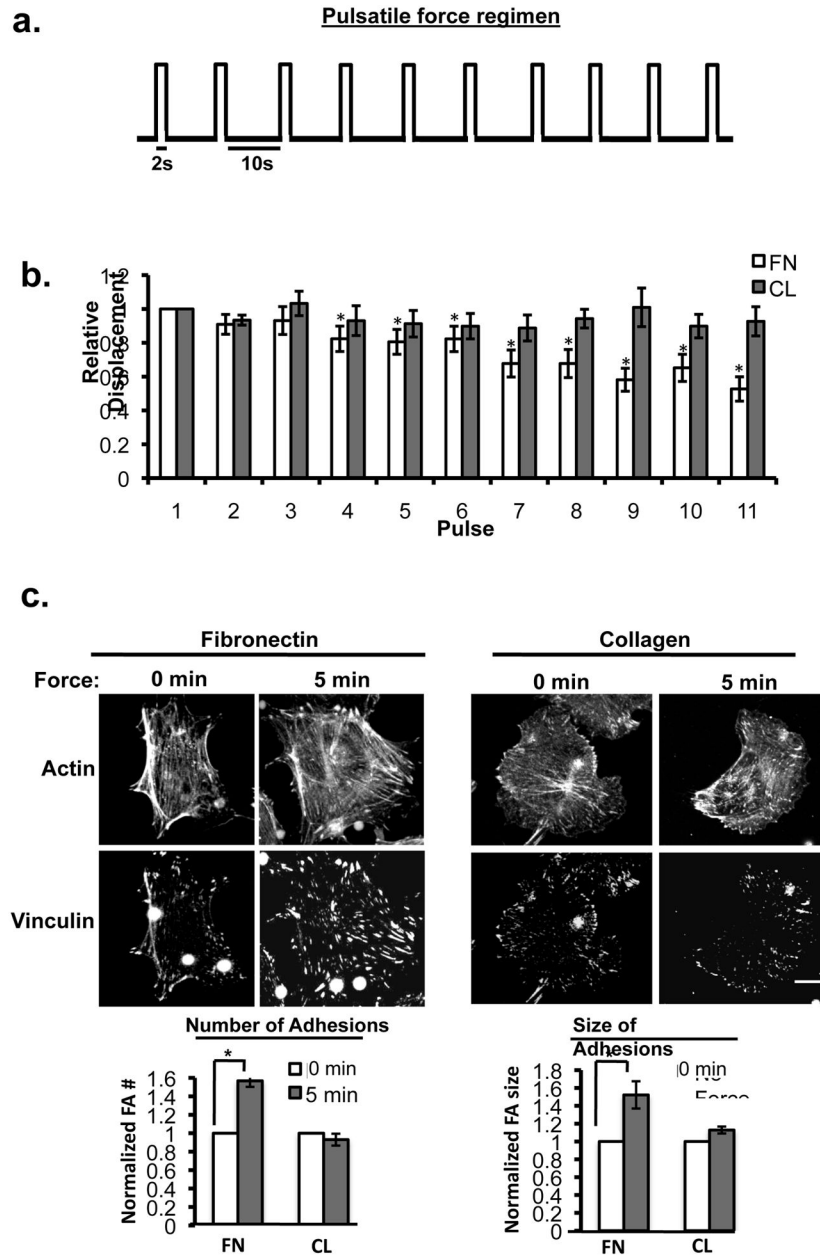 a.
Pulsatile force regimen
2s
10s
b.
Relative
Displacement
FN
CL
1.2
1
0.8
0.6
0.4
0.2
0
* * * * * * * *
1 2 3 4 5 6 7 8 9 10 11
Pulse
c.
Fibronectin
Collagen
Force: 0 min 5 min 0 min 5 min
Actin
Vinculin
Number of Adhesions
*
0 min
5 min
Normalized FA #
1.6
1.4
1.2
1
0.8
0.6
0.4
0.2
0
FN CL
Size of
Adhesions
*
0 min
Normalized FA size
1.8
1.6
1.4
1.2
1
0.8
0.6
0.4
0.2
0
FN CL